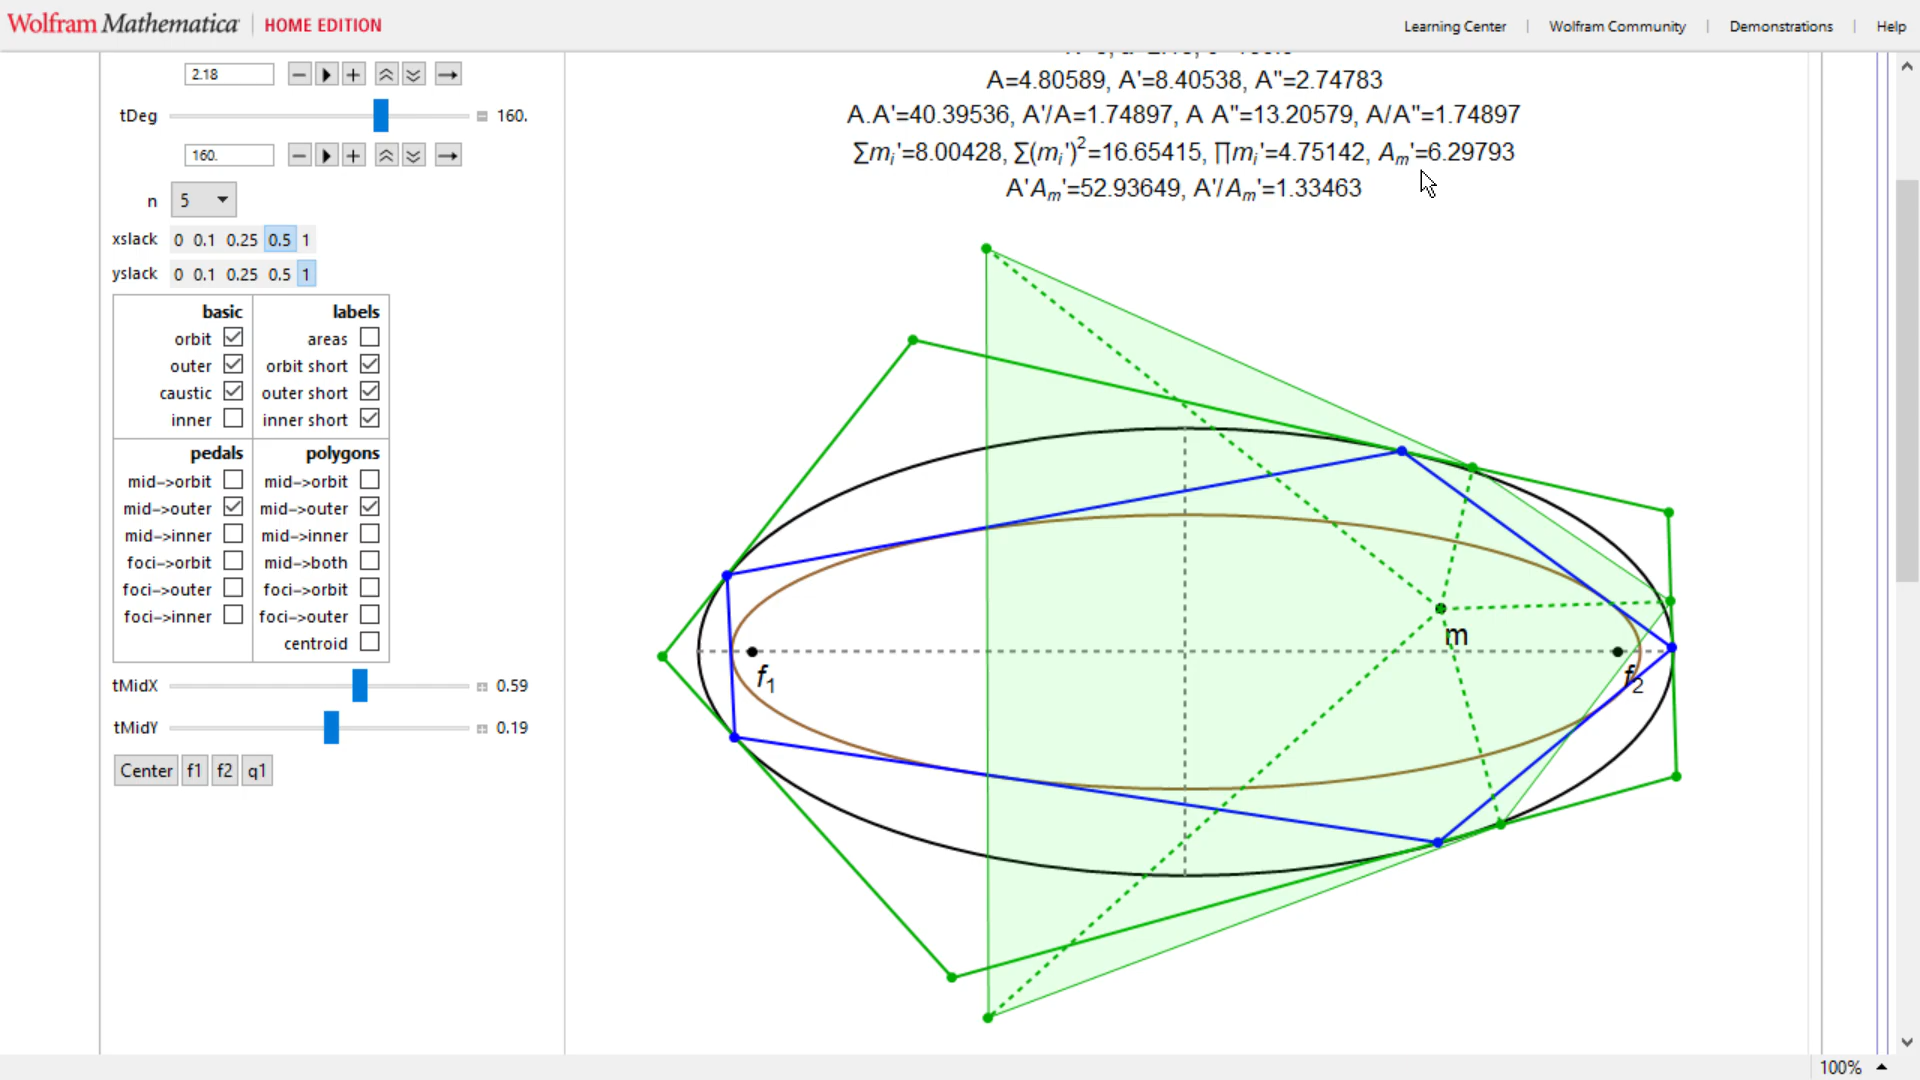 Wolfram Mathematica | HOME EDITION
Learning Center | Wolfram Community | Demonstrations | Help
2.18
tDeg 160.
160.
n 5
xslack 0 0.1 0.25 0.5 1
yslack 0 0.1 0.25 0.5 1
basic labels
orbit areas
outer orbit short
caustic outer short
inner inner short
pedals polygons
mid->orbit mid->orbit
mid->outer mid->outer
mid->inner mid->inner
foci->orbit mid->both
foci->outer foci->orbit
foci->inner foci->outer
centroid
tMidX 0.59
tMidY 0.19
Center f1 f2 q1
A=4.80589, A'=8.40538, A''=2.74783
A.A'=40.39536, A'/A=1.74897, A A''=13.20579, A/A''=1.74897
∑mᵢ'=8.00428, ∑(mᵢ')²=16.65415, ∏mᵢ'=4.75142, Aₘ'=6.29793
A'Aₘ'=52.93649, A'/Aₘ'=1.33463
m
f₁
f₂
100%